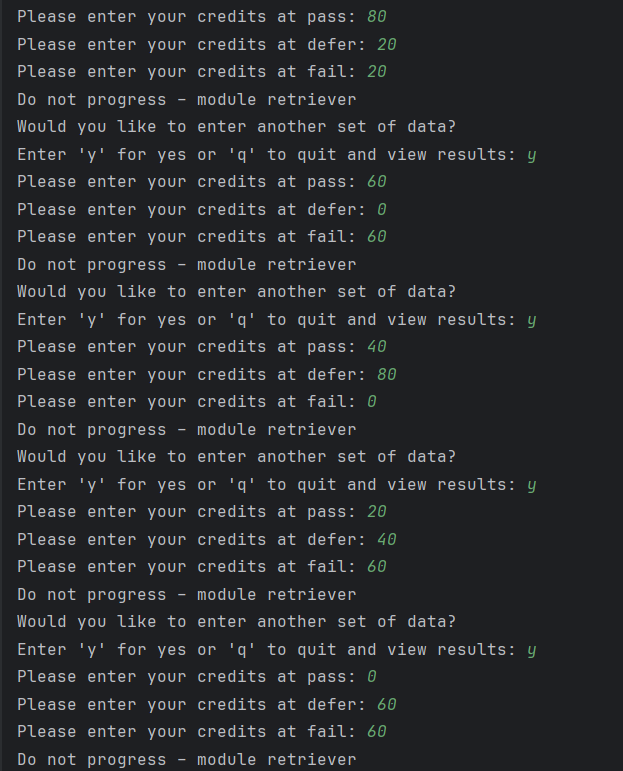 Please enter your credits at pass: 80
Please enter your credits at defer: 20
Please enter your credits at fail: 20
Do not progress – module retriever
Would you like to enter another set of data?
Enter 'y' for yes or 'q' to quit and view results: y
Please enter your credits at pass: 60
Please enter your credits at defer: 0
Please enter your credits at fail: 60
Do not progress – module retriever
Would you like to enter another set of data?
Enter 'y' for yes or 'q' to quit and view results: y
Please enter your credits at pass: 40
Please enter your credits at defer: 80
Please enter your credits at fail: 0
Do not progress – module retriever
Would you like to enter another set of data?
Enter 'y' for yes or 'q' to quit and view results: y
Please enter your credits at pass: 20
Please enter your credits at defer: 40
Please enter your credits at fail: 60
Do not progress – module retriever
Would you like to enter another set of data?
Enter 'y' for yes or 'q' to quit and view results: y
Please enter your credits at pass: 0
Please enter your credits at defer: 60
Please enter your credits at fail: 60
Do not progress – module retriever